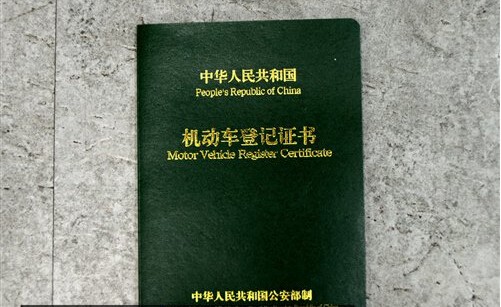 中华人民共和国
People's Republic of China
机动车登记证书
Motor Vehicle Register Certificate
中华人民共和国公安部制